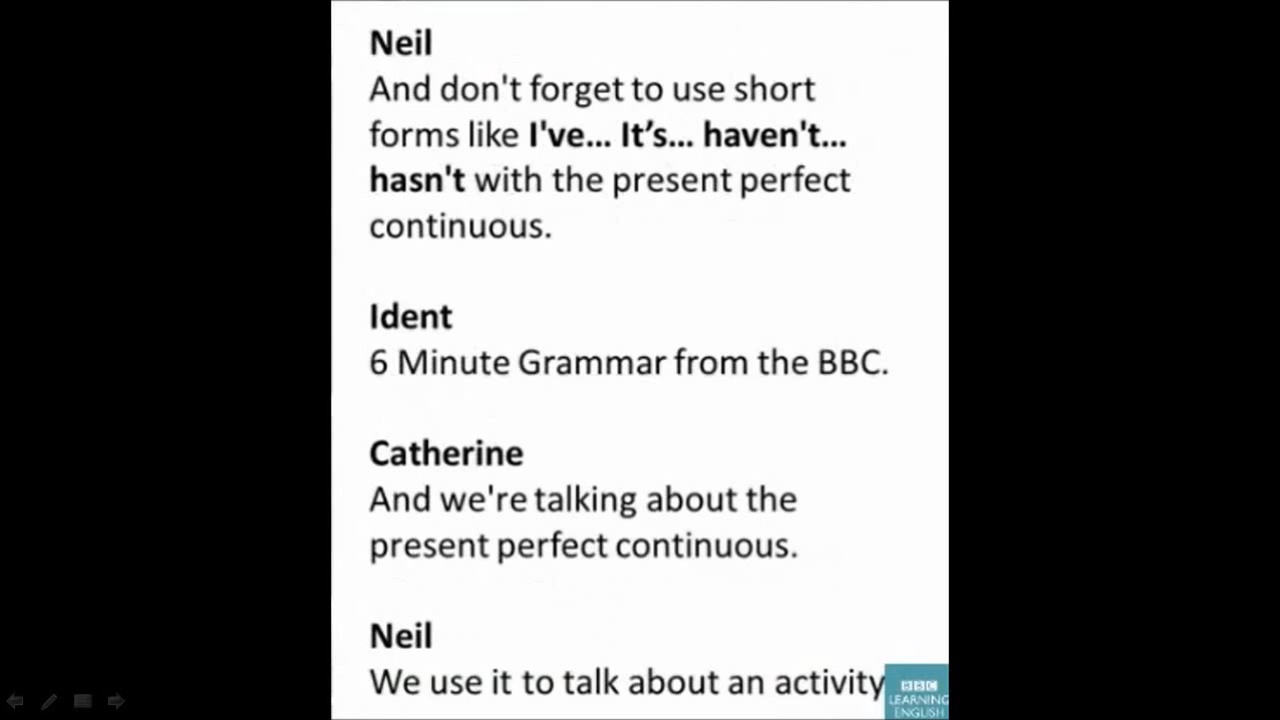 Neil
And don't forget to use short
forms like I've... It’s... haven't...
hasn't with the present perfect
continuous.
Ident
6 Minute Grammar from the BBC.
Catherine
And we're talking about the
present perfect continuous.
Neil
We use it to talk about an activity
BBC
LEARNING
ENGLISH